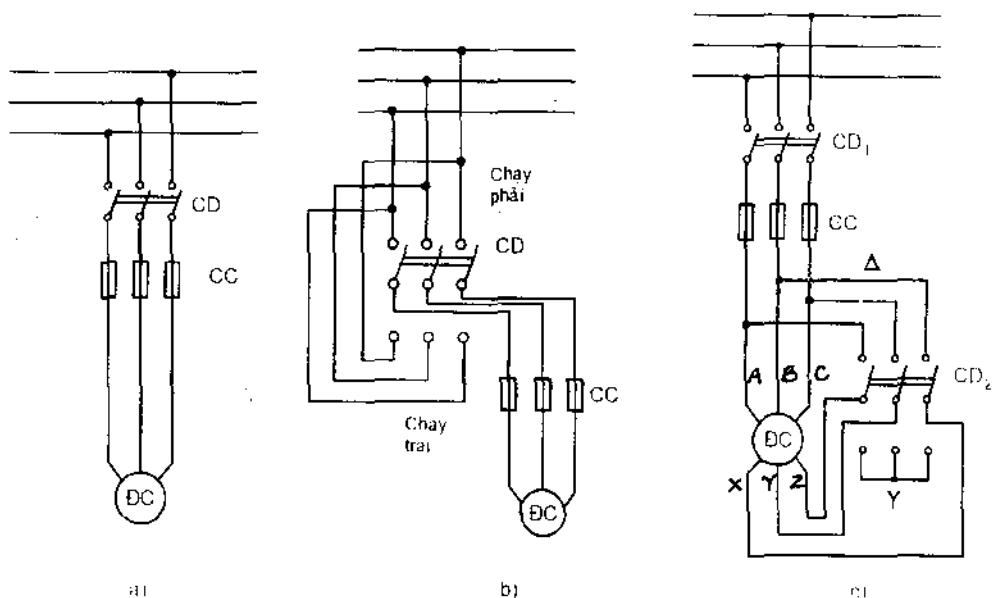 CD
CC
ĐC
a)
Chạy
phải
CD
CC
Chạy
trái
ĐC
b)
CD1
CC
Δ
A B C
CD2
ĐC
X Y Z
Y
c)